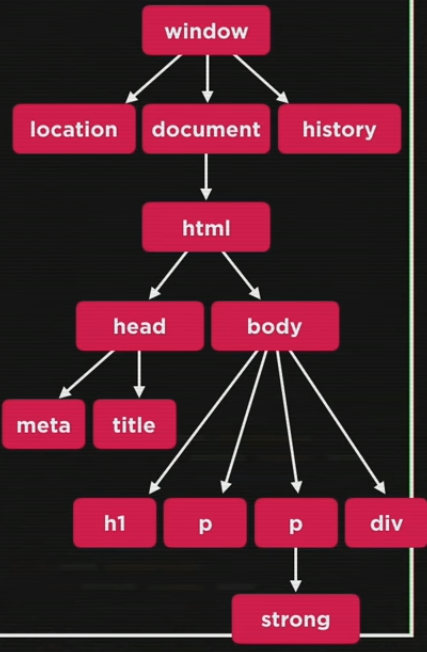 window
location document history
html
head body
meta title
h1 p p div
strong